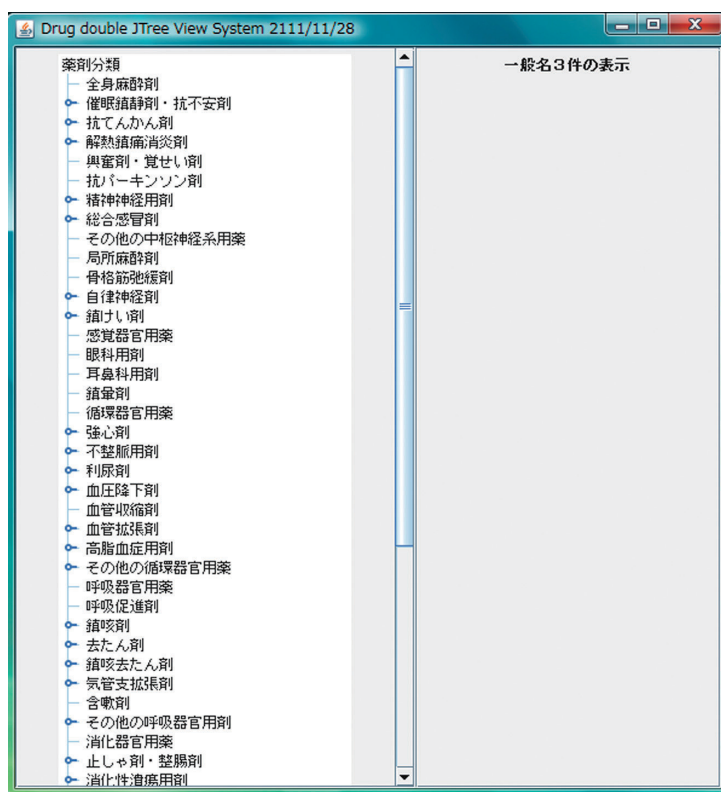 Drug double JTree View System 2111/11/28
薬剤分類
全身麻酔剤
催眠鎮静剤・抗不安剤
抗てんかん剤
解熱鎮痛消炎剤
興奮剤・覚せい剤
抗パーキンソン剤
精神神経用剤
総合感冒剤
その他の中枢神経系用薬
局所麻酔剤
骨格筋弛緩剤
自律神経剤
鎮けい剤
感覚器官用薬
眼科用剤
耳鼻科用剤
鎮暈剤
循環器官用薬
強心剤
不整脈用剤
利尿剤
血圧降下剤
血管収縮剤
血管拡張剤
高脂血症用剤
その他の循環器官用薬
呼吸器官用薬
呼吸促進剤
鎮咳剤
去たん剤
鎮咳去たん剤
気管支拡張剤
含嗽剤
その他の呼吸器官用剤
消化器官用薬
止しゃ剤・整腸剤
消化性潰瘍用剤
一般名3件の表示